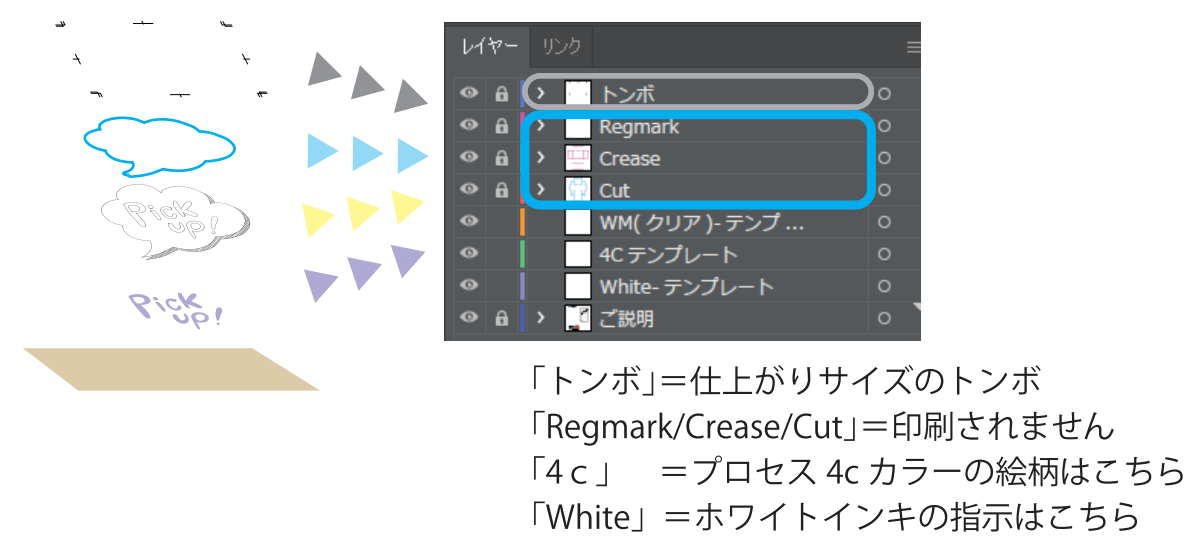 レイヤー リンク
トンボ
Regmark
Crease
Cut
WM( クリア )- テンプ ...
4C テンプレート
White- テンプレート
ご説明
Pick
up!
Pick
up!
「トンボ」＝仕上がりサイズのトンボ
「Regmark/Crease/Cut」＝印刷されません
「4ｃ」　＝プロセス 4c カラーの絵柄はこちら
「White」＝ホワイトインキの指示はこちら